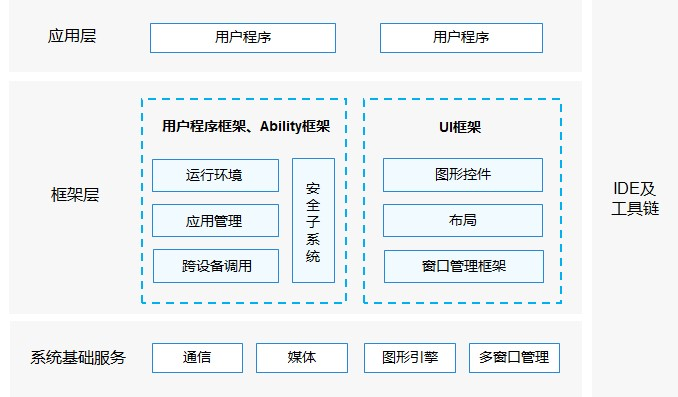 应用层
用户程序
用户程序
框架层
用户程序框架、Ability框架
运行环境
应用管理
跨设备调用
安全子系统
UI框架
图形控件
布局
窗口管理框架
系统基础服务
通信
媒体
图形引擎
多窗口管理
IDE及
工具链